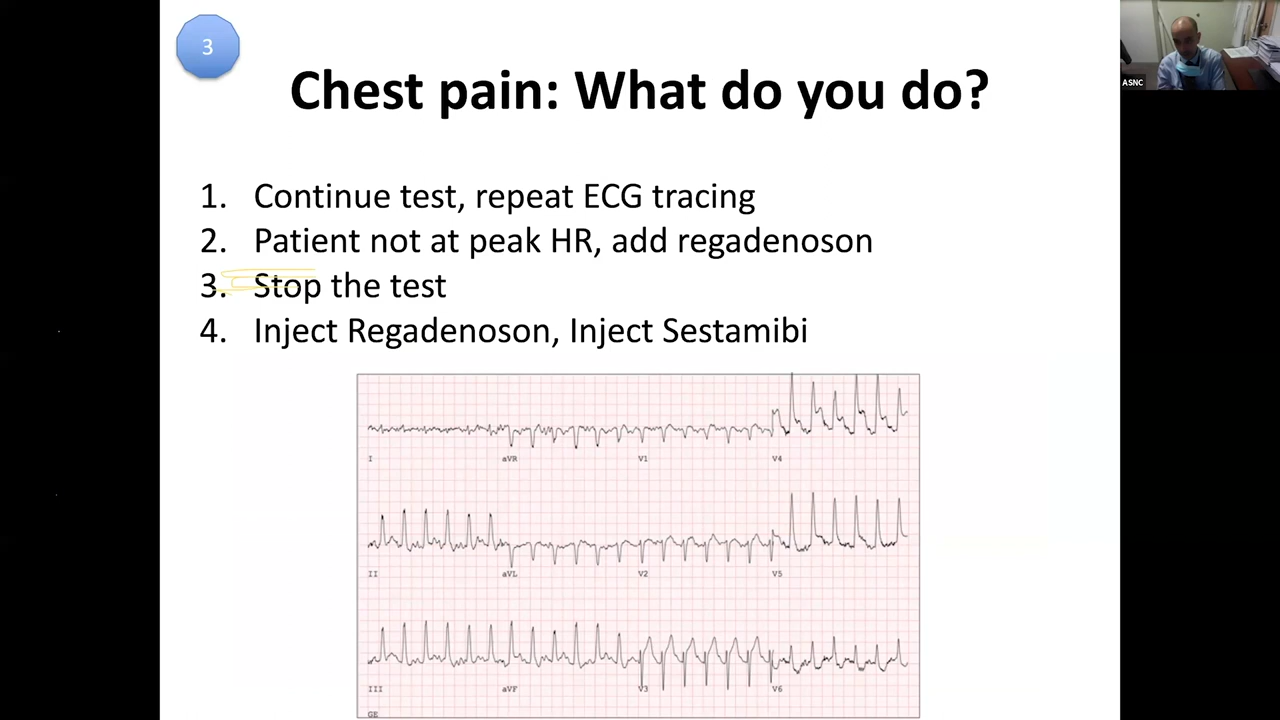 3
Chest pain: What do you do?
ASNC
1. Continue test, repeat ECG tracing
2. Patient not at peak HR, add regadenoson
3. Stop the test
4. Inject Regadenoson, Inject Sestamibi
I aVR V1 V4
II aVL V2 V5
III aVF V3 V6
GE